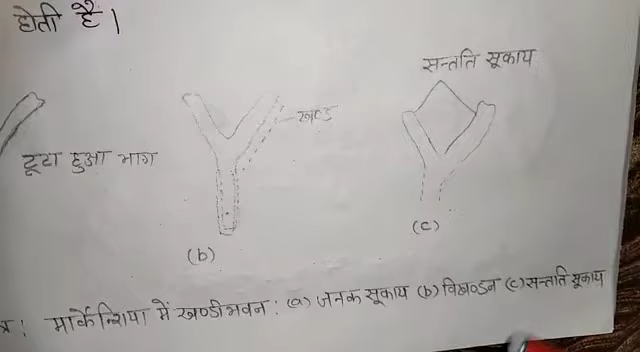 होती है।
सन्तति सूकाय
खण्ड
टूटा हुआ भाग
(b)
(c)
त्र: मार्केन्शिया में खण्डीभवन: (a) जनक सूकाय (b) विखण्डन (c) सन्तति सूकाय